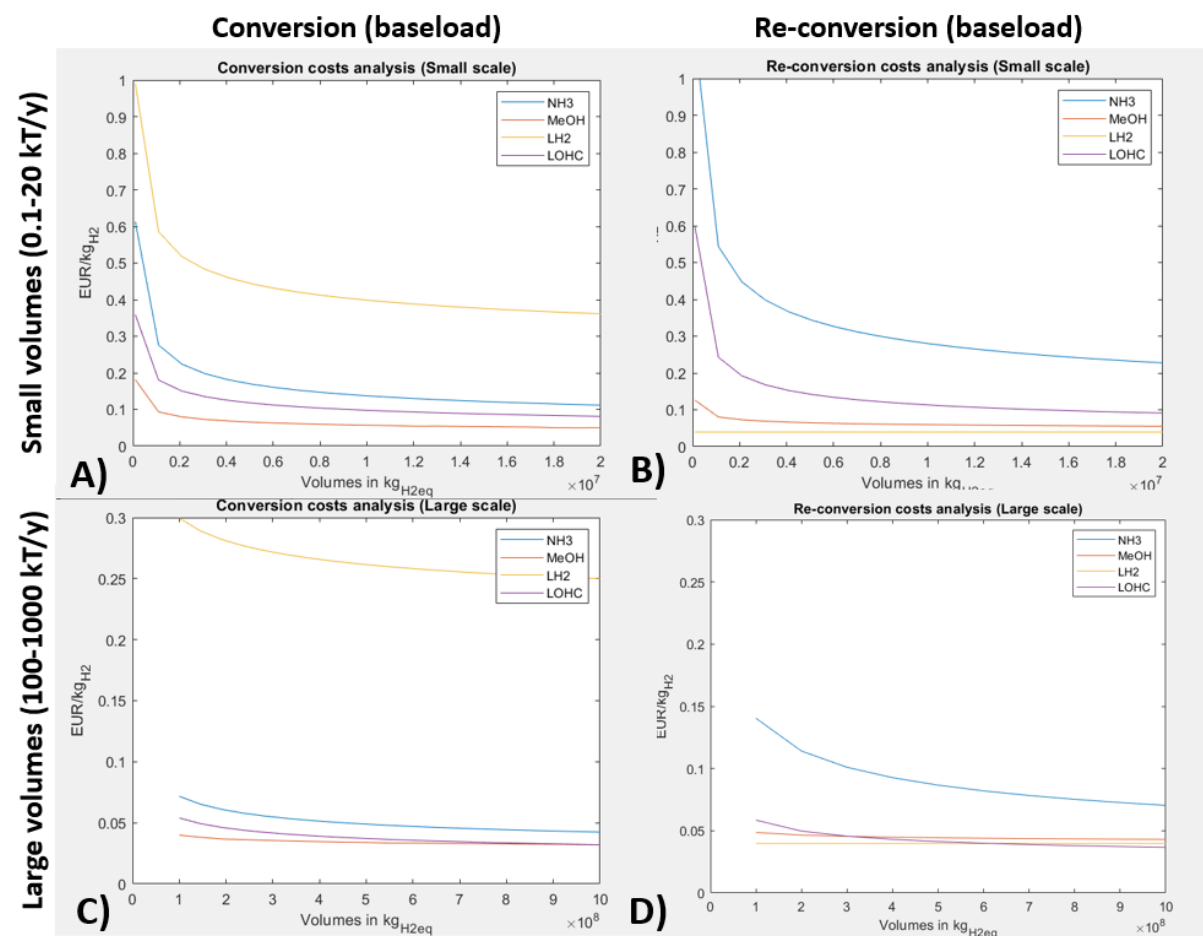 Conversion (baseload)
Re-conversion (baseload)
Small volumes (0.1-20 kT/y)
Large volumes (100-1000 kT/y)
Conversion costs analysis (Small scale)
EUR/kgH2
1
0.9
0.8
0.7
0.6
0.5
0.4
0.3
0.2
0.1
0
NH3
MeOH
LH2
LOHC
0 0.2 0.4 0.6 0.8 1 1.2 1.4 1.6 1.8 2
Volumes in kgH2eq
×10^7
A)
Re-conversion costs analysis (Small scale)
1
0.9
0.8
0.7
0.6
0.5
0.4
0.3
0.2
0.1
0
NH3
MeOH
LH2
LOHC
0 0.2 0.4 0.6 0.8 1 1.2 1.4 1.6 1.8 2
Volumes in kg
×10^7
B)
Conversion costs analysis (Large scale)
EUR/kgH2
0.3
0.25
0.2
0.15
0.1
0.05
0
NH3
MeOH
LH2
LOHC
0 1 2 3 4 5 6 7 8 9 10
Volumes in kgH2eq
×10^8
C)
Re-conversion costs analysis (Large scale)
EUR/kgH2
0.3
0.25
0.2
0.15
0.1
0.05
0
NH3
MeOH
LH2
LOHC
0 1 2 3 4 5 6 7 8 9 10
Volumes in kgH2eq
×10^8
D)